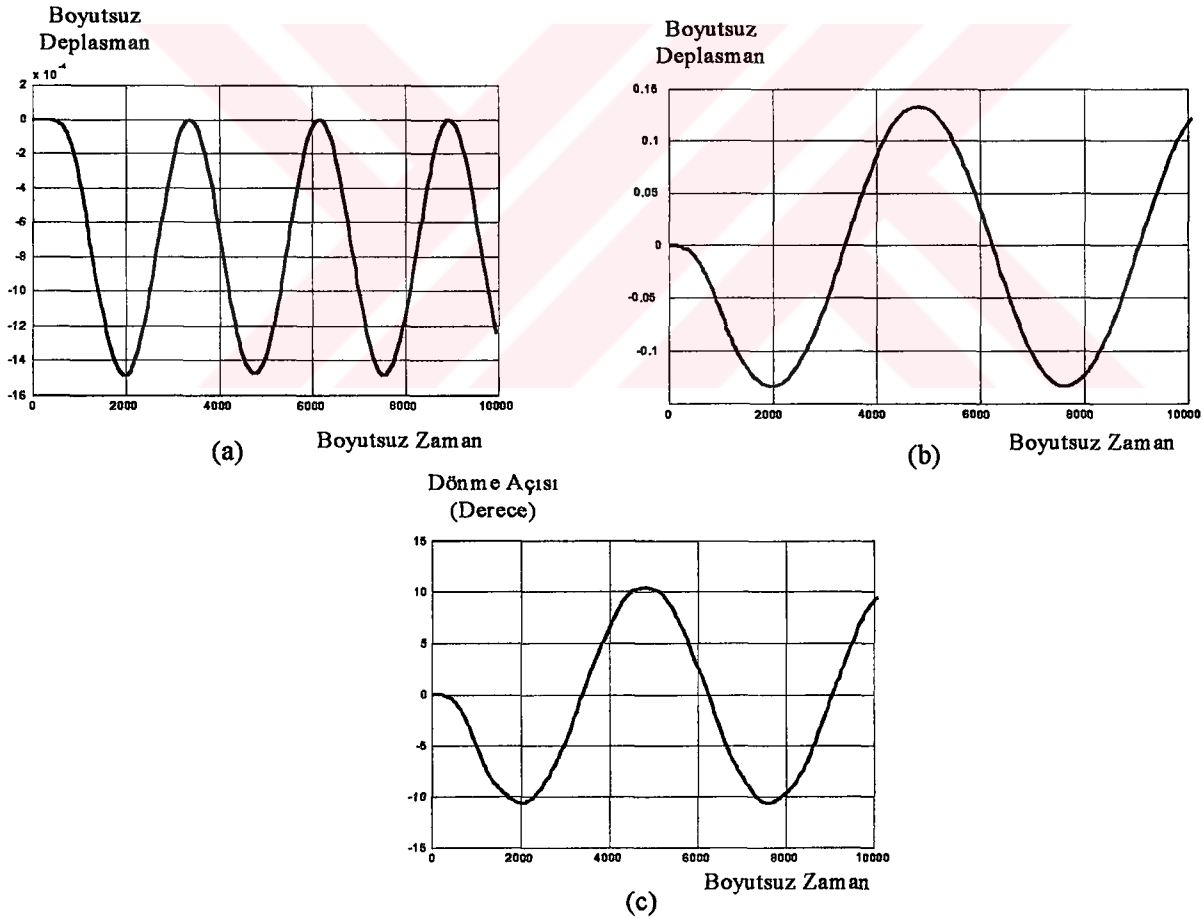 Boyutsuz
Deplasman
x 10⁻⁴
2
0
-2
-4
-6
-8
-10
-12
-14
-16
0 2000 4000 6000 8000 10000
Boyutsuz Zaman
(a)
Boyutsuz
Deplasman
0.15
0.1
0.05
0
-0.05
-0.1
0 2000 4000 6000 8000 10000
Boyutsuz Zaman
(b)
Dönme Açısı
(Derece)
15
10
5
0
-5
-10
-15
0 2000 4000 6000 8000 10000
Boyutsuz Zaman
(c)